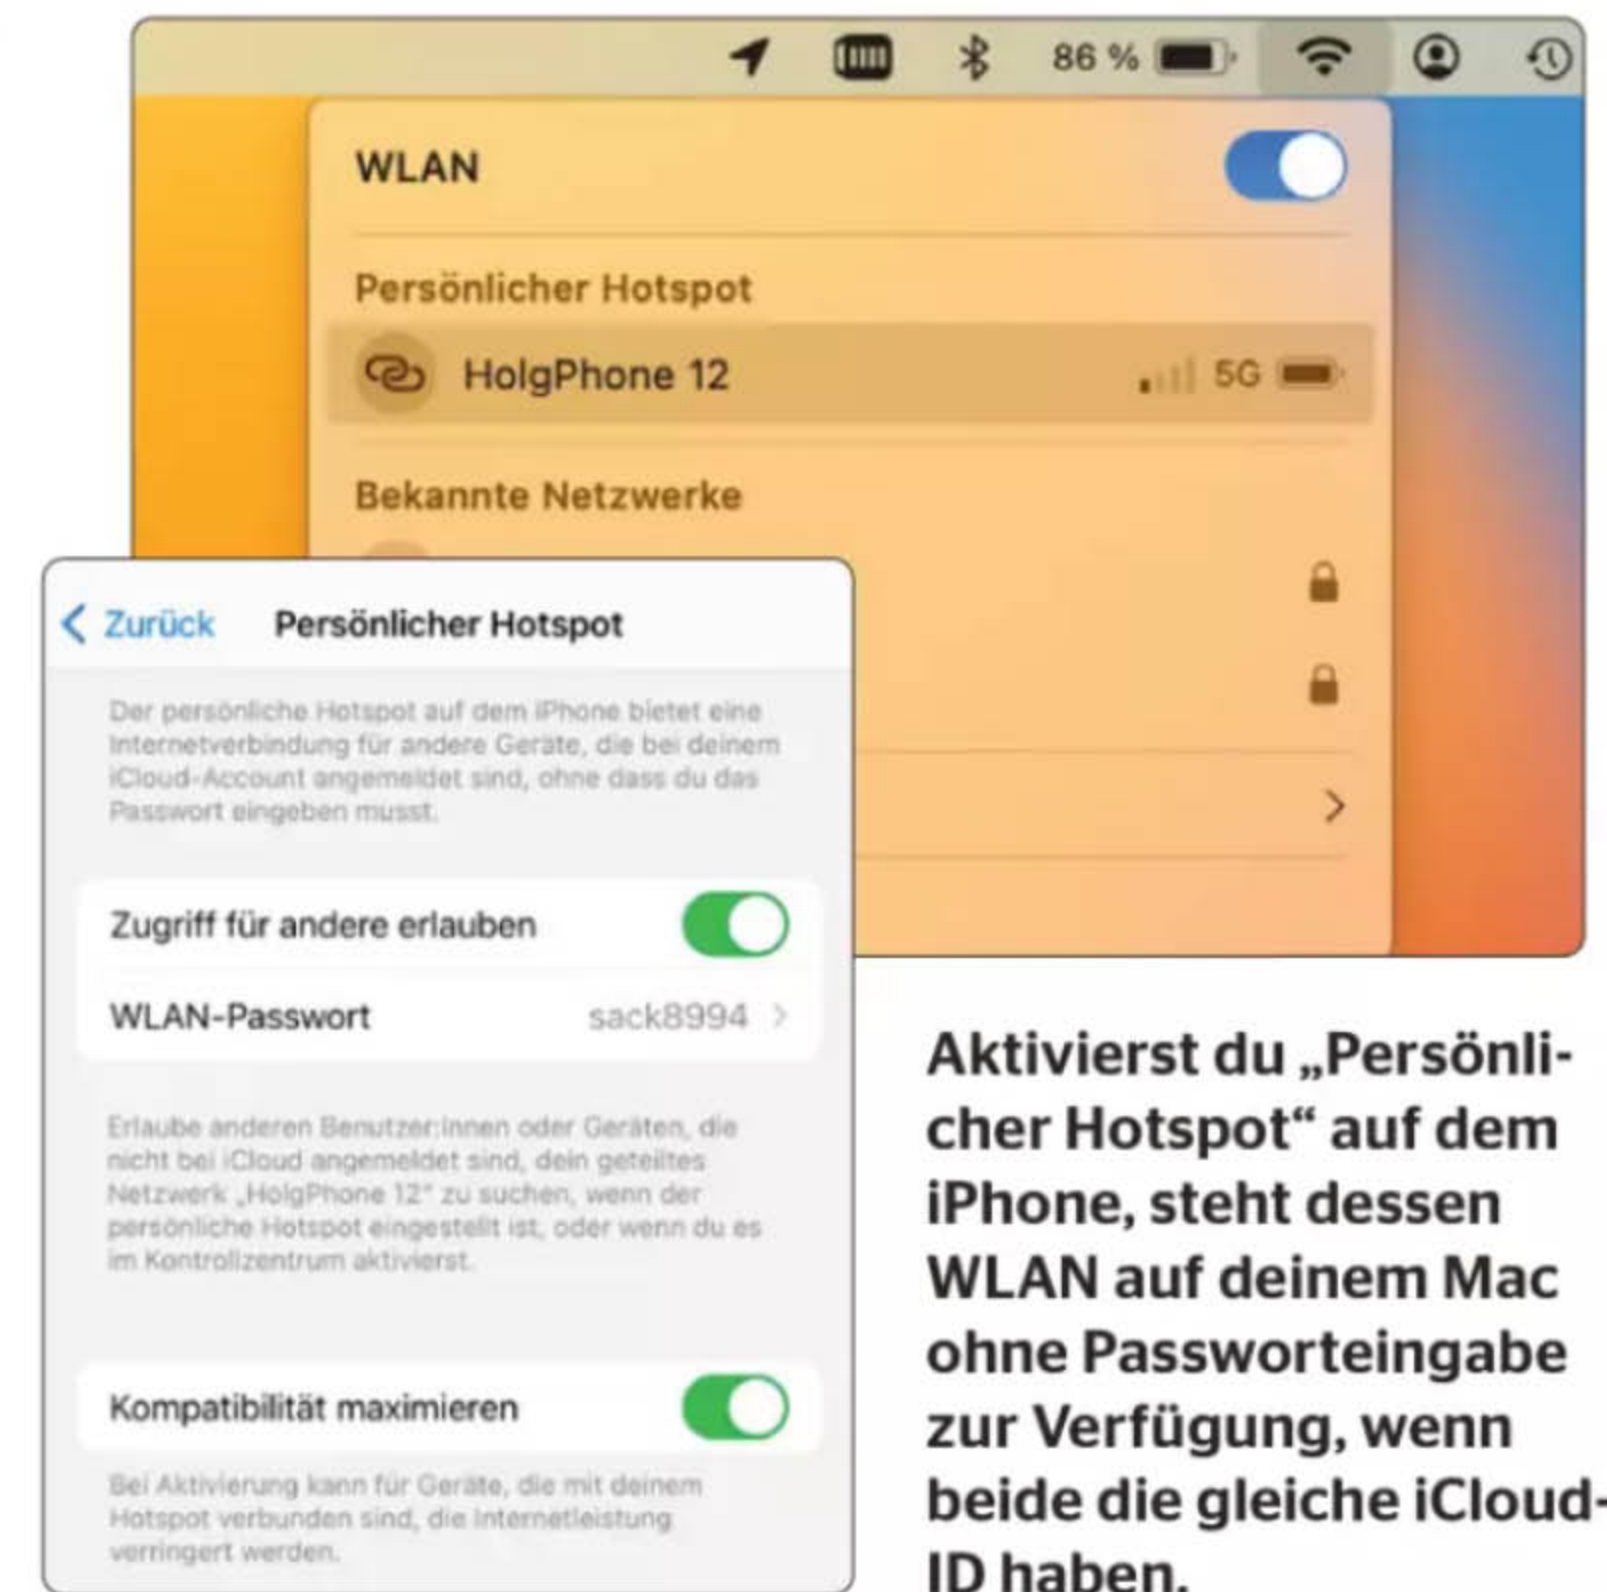 86 %
WLAN
Persönlicher Hotspot
HolgPhone 12
5G
Bekannte Netzwerke
Zurück
Persönlicher Hotspot
Der persönliche Hotspot auf dem iPhone bietet eine
Internetverbindung für andere Geräte, die bei deinem
iCloud-Account angemeldet sind, ohne dass du das
Passwort eingeben musst.
Zugriff für andere erlauben
WLAN-Passwort sack8994
Erlaube anderen Benutzer:innen oder Geräten, die
nicht bei iCloud angemeldet sind, dein geteiltes
Netzwerk „HolgPhone 12“ zu suchen, wenn der
persönliche Hotspot eingestellt ist, oder wenn du es
im Kontrollzentrum aktivierst.
Kompatibilität maximieren
Bei Aktivierung kann für Geräte, die mit deinem
Hotspot verbunden sind, die Internetleistung
verringert werden.
Aktivierst du „Persönli-
cher Hotspot“ auf dem
iPhone, steht dessen
WLAN auf deinem Mac
ohne Passworteingabe
zur Verfügung, wenn
beide die gleiche iCloud-
ID haben.